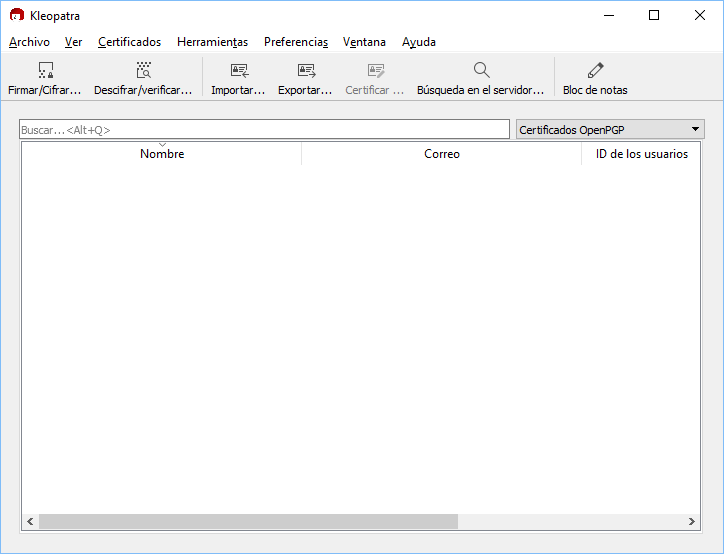 Kleopatra
Archivo Ver Certificados Herramientas Preferencias Ventana Ayuda
Firmar/Cifrar... Descifrar/verificar... Importar... Exportar... Certificar ... Búsqueda en el servidor... Bloc de notas
Buscar...<Alt+Q> Certificados OpenPGP
Nombre Correo ID de los usuarios